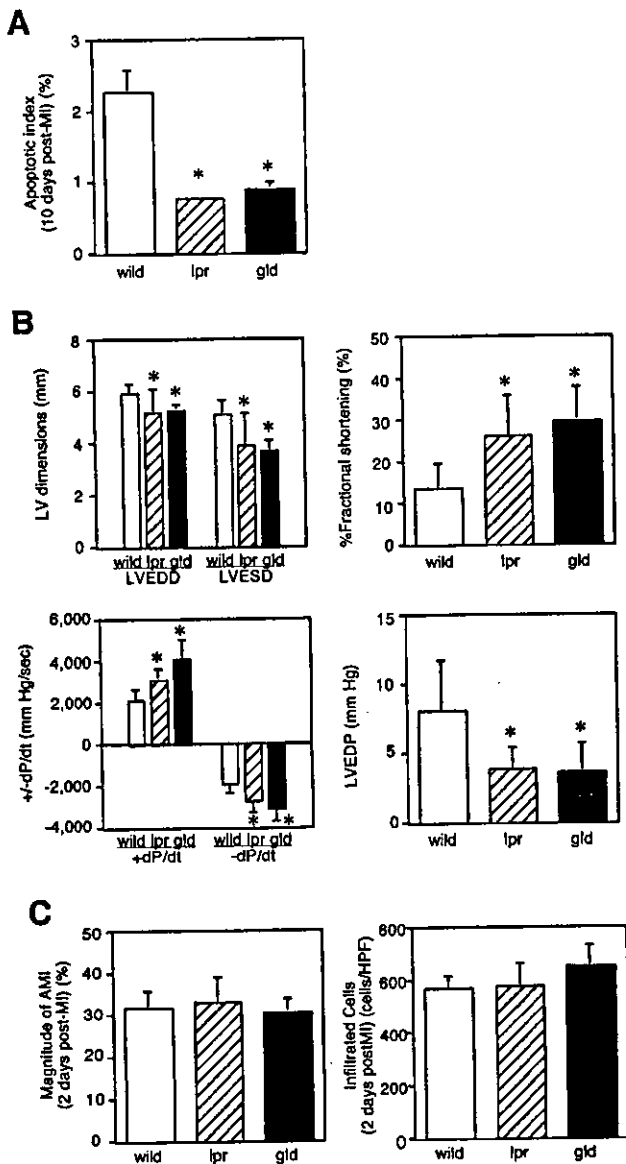 A
Apoptotic index
(10 days post-MI) (%)
3
2
1
0
*
*
wild lpr gld
B
LV dimensions (mm)
8
6
4
2
0
* *
* *
wild lpr gld wild lpr gld
LVEDD LVESD
%Fractional shortening (%)
50
40
30
20
10
0
*
*
wild lpr gld
+/-dP/dt (mm Hg/sec)
6,000
4,000
2,000
0
-2,000
-4,000
*
*
*
*
wild lpr gld wild lpr gld
+dP/dt -dP/dt
LVEDP (mm Hg)
15
10
5
0
* *
wild lpr gld
C
Magnitude of AMI
(2 days post-MI) (%)
50
40
30
20
10
0
wild lpr gld
Infiltrated Cells
(2 days postMI) (cells/HPF)
800
600
400
200
0
wild lpr gld